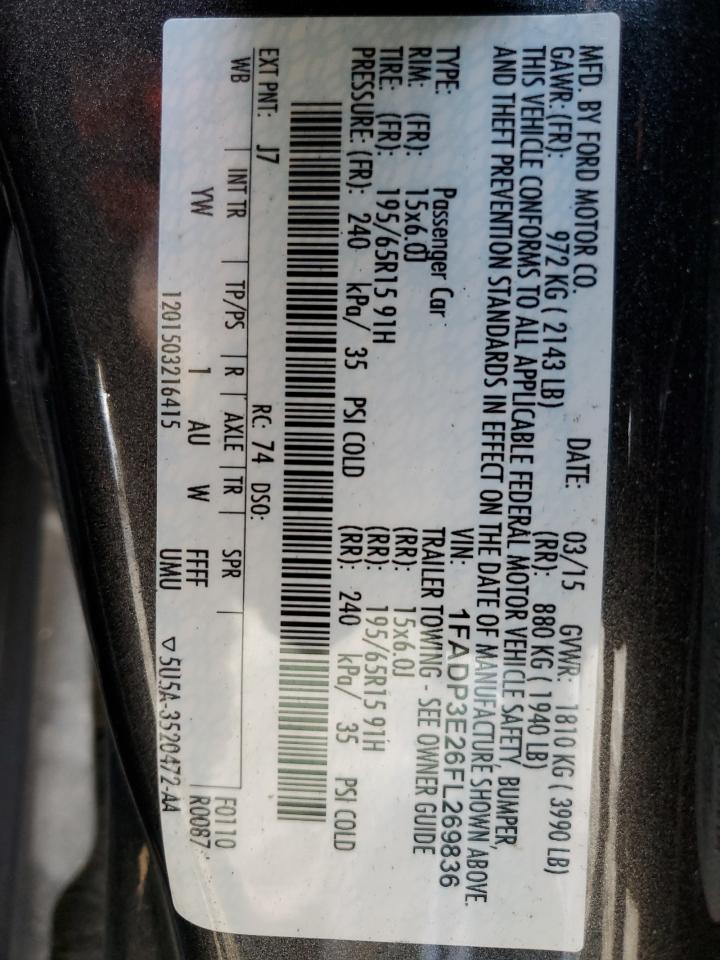 MFD. BY FORD MOTOR CO.
DATE: 03/15 GVWR: 1810 KG ( 3990 LB)
GAWR: (FR): 972 KG ( 2143 LB) (RR): 880 KG ( 1940 LB)
THIS VEHICLE CONFORMS TO ALL APPLICABLE FEDERAL MOTOR VEHICLE SAFETY, BUMPER,
AND THEFT PREVENTION STANDARDS IN EFFECT ON THE DATE OF MANUFACTURE SHOWN ABOVE.
VIN: 1FADP3E26FL269836
TYPE: Passenger Car TRAILER TOWING - SEE OWNER GUIDE
RIM: (FR): 15x6.0J (RR): 15x6.0J
TIRE: (FR): 195/65R15 91H (RR): 195/65R15 91H
PRESSURE: (FR): 240 kPa/ 35 PSI COLD (RR): 240 kPa/ 35 PSI COLD
EXT PNT: J7 RC: 74 DSO:
F0110
WB | INT TR | TP/PS | R | AXLE | TR | SPR
R0087
YW 1 AU W FFFF
1201503216415 UMU ▽5U5A-3520472-AA